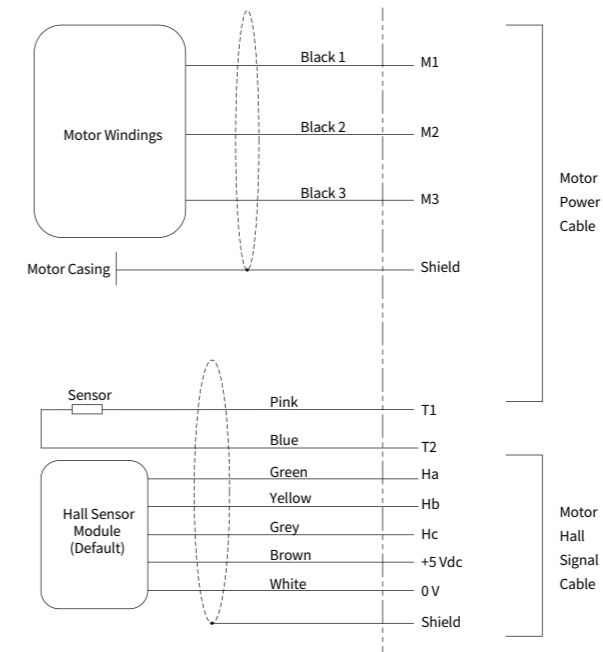 Black 1
M1
Motor Windings
Black 2
M2
Black 3
M3
Motor Casing
Shield
Motor
Power
Cable
Sensor
Pink
T1
Blue
T2
Green
Ha
Yellow
Hb
Hall Sensor
Module
(Default)
Grey
Hc
Brown
+5 Vdc
White
0 V
Shield
Motor
Hall
Signal
Cable